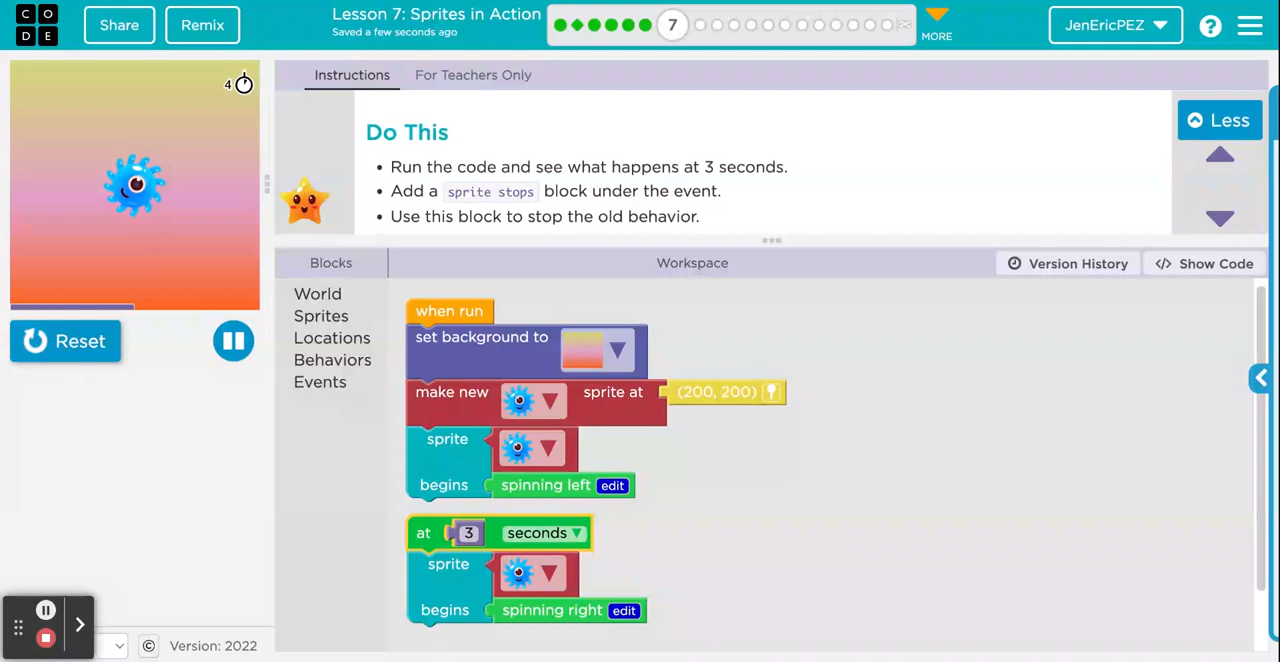 C O
D E
Share
Remix
Lesson 7: Sprites in Action
Saved a few seconds ago
7
MORE
JenEricPEZ
?
4
Instructions
For Teachers Only
Do This
• Run the code and see what happens at 3 seconds.
• Add a sprite stops block under the event.
• Use this block to stop the old behavior.
Less
Reset
Blocks
Workspace
Version History
</> Show Code
World
Sprites
Locations
Behaviors
Events
when run
set background to
make new sprite at (200, 200)
sprite
begins spinning left edit
at 3 seconds
sprite
begins spinning right edit
© Version: 2022